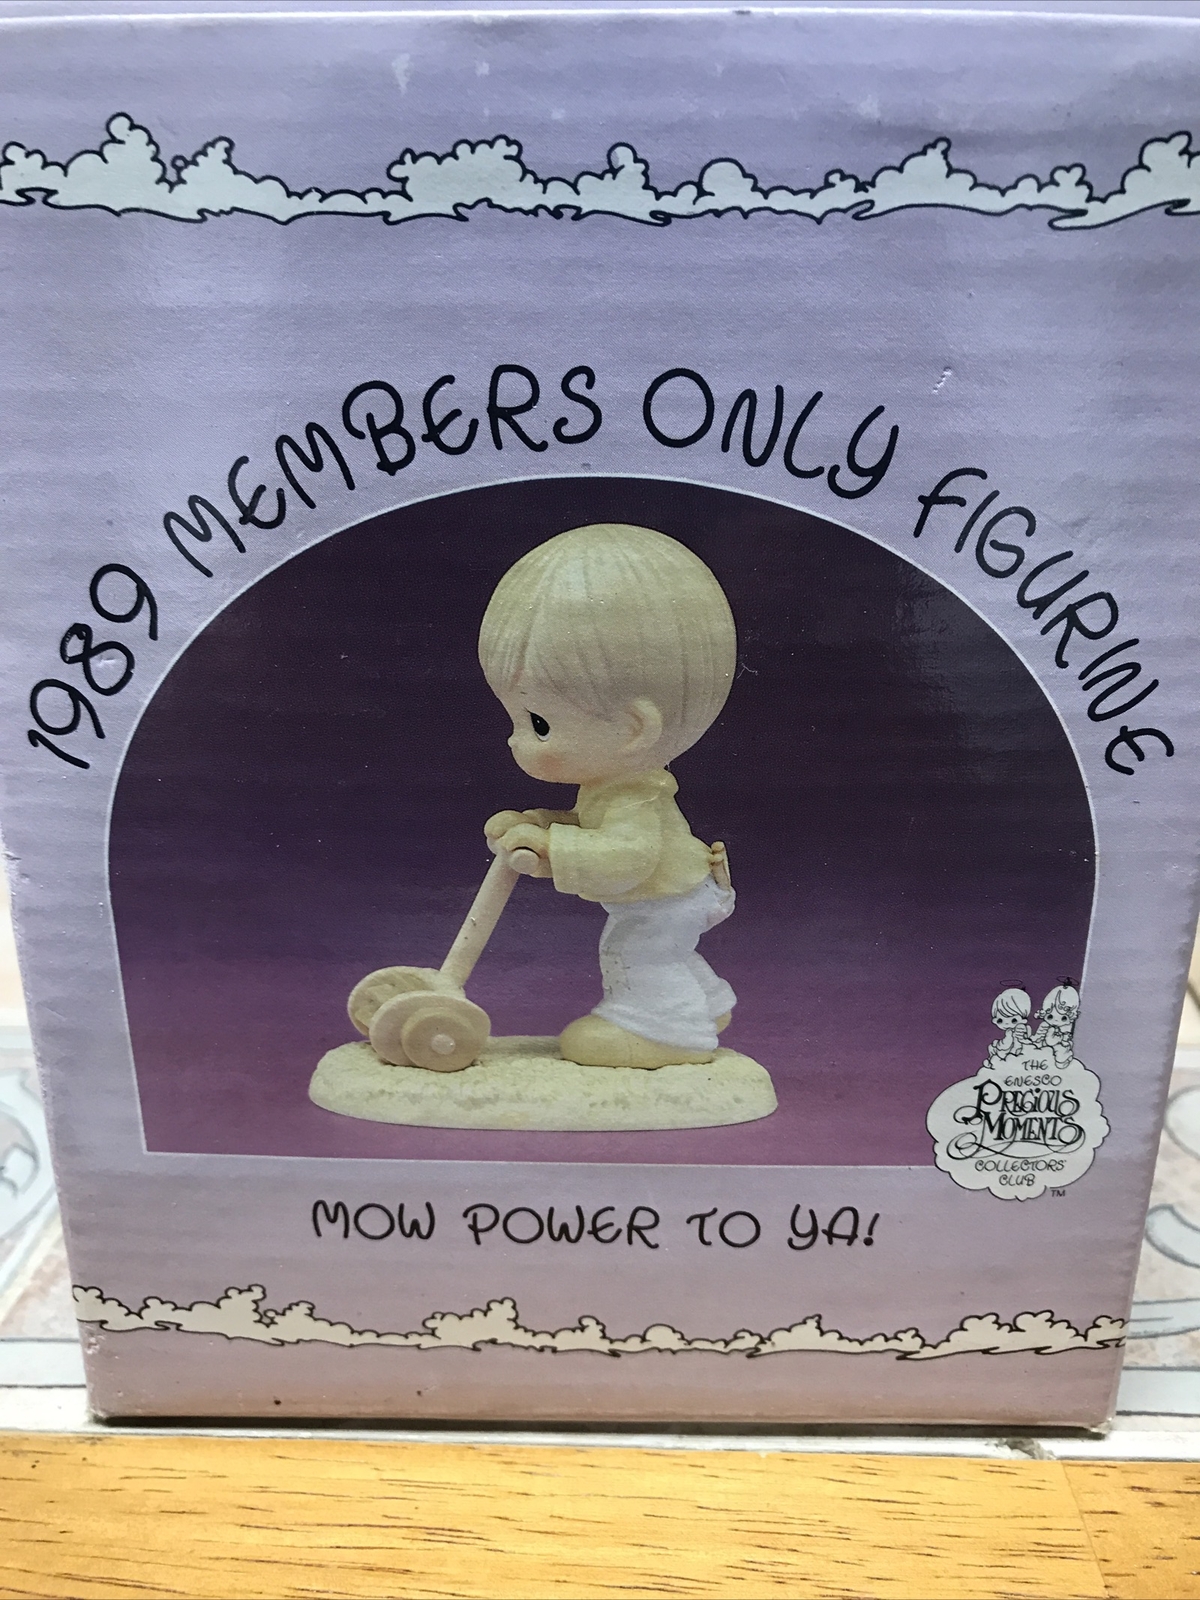 1989 MEMBERS ONLY FIGURINE
THE
ENESCO
PRECIOUS
MOMENTS
COLLECTORS'
CLUB
TM
MOW POWER TO YA!